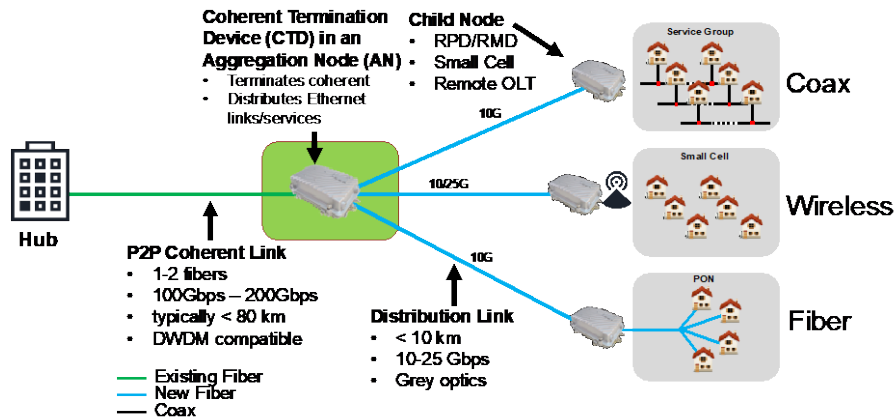 Coherent Termination
Device (CTD) in an
Aggregation Node (AN)
• Terminates coherent
• Distributes Ethernet
links/services
Child Node
• RPD/RMD
• Small Cell
• Remote OLT
Service Group
Coax
10G
Small Cell
10/25G
Wireless
Hub
10G
P2P Coherent Link
• 1-2 fibers
• 100Gbps – 200Gbps
• typically < 80 km
• DWDM compatible
Distribution Link
• < 10 km
• 10-25 Gbps
• Grey optics
PON
Fiber
Existing Fiber
New Fiber
Coax